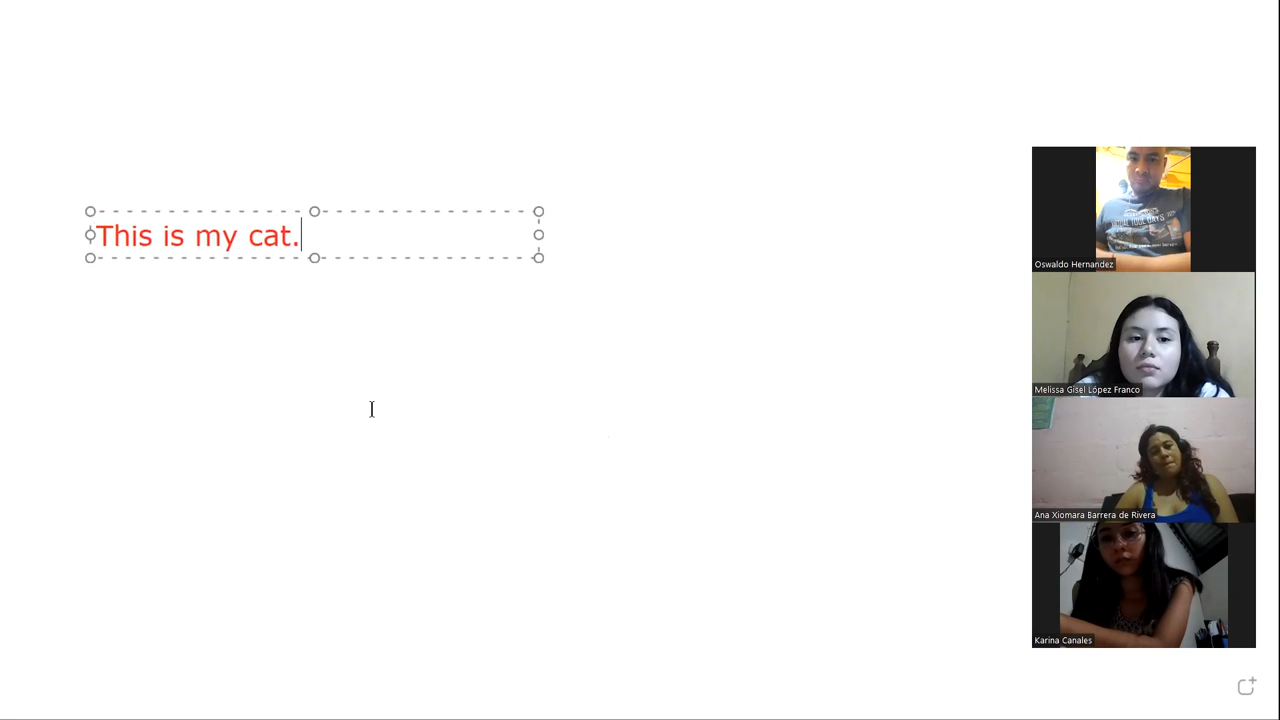 This is my cat.
Oswaldo Hernandez
Melissa Gisel López Franco
Ana Xiomara Barrera de Rivera
Karina Canales